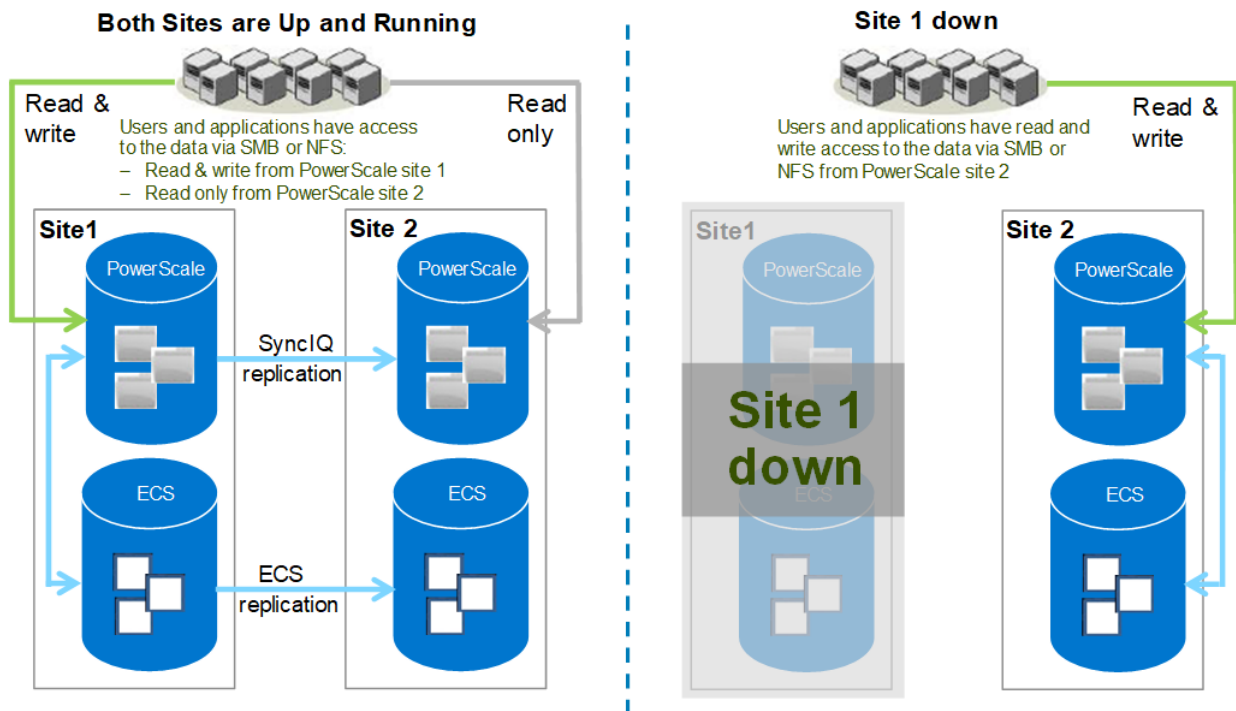 Both Sites are Up and Running
Read &
write
Read
only
Users and applications have access
to the data via SMB or NFS:
– Read & write from PowerScale site 1
– Read only from PowerScale site 2
Site1
Site 2
PowerScale
PowerScale
SyncIQ
replication
ECS
ECS
ECS
replication
Site 1 down
Read &
write
Users and applications have read and
write access to the data via SMB or
NFS from PowerScale site 2
Site1
Site 2
PowerScale
PowerScale
Site 1
down
ECS
ECS